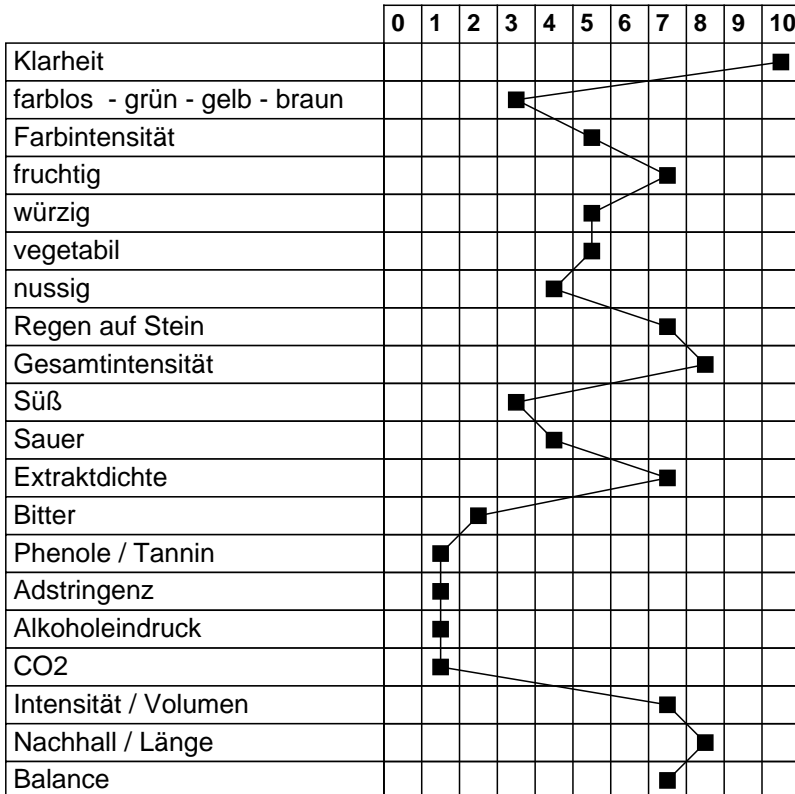 0 1 2 3 4 5 6 7 8 9 10
Klarheit
farblos - grün - gelb - braun
Farbintensität
fruchtig
würzig
vegetabil
nussig
Regen auf Stein
Gesamtintensität
Süß
Sauer
Extraktdichte
Bitter
Phenole / Tannin
Adstringenz
Alkoholeindruck
CO2
Intensität / Volumen
Nachhall / Länge
Balance